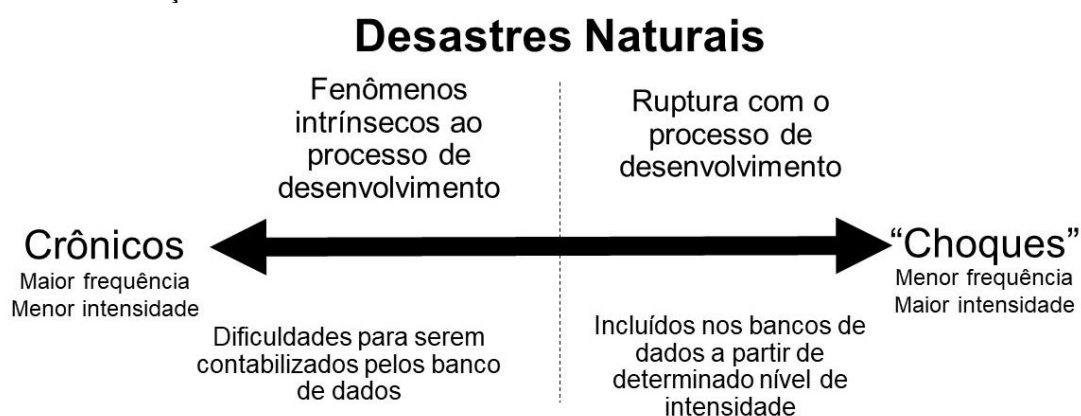 Desastres Naturais
Fenômenos
intrínsecos ao
processo de
desenvolvimento
Ruptura com o
processo de
desenvolvimento
Crônicos
Maior frequência
Menor intensidade
“Choques”
Menor frequência
Maior intensidade
Dificuldades para serem
contabilizados pelos banco
de dados
Incluídos nos bancos de
dados a partir de
determinado nível de
intensidade